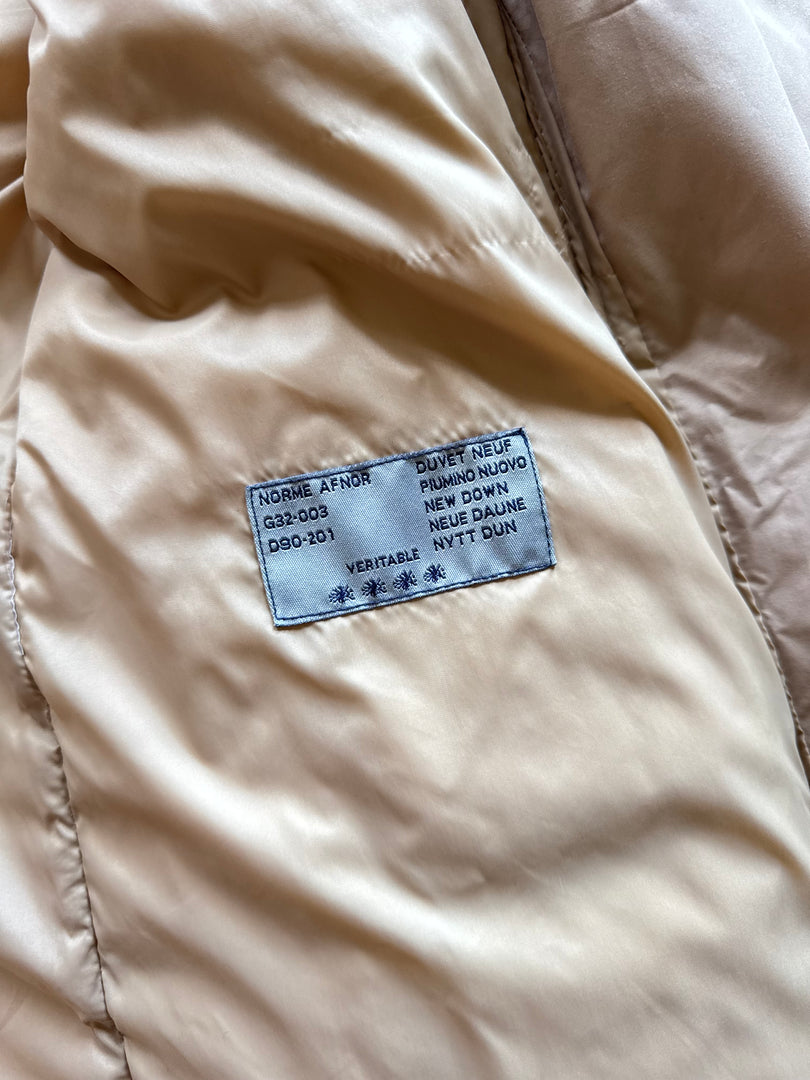 NORME AFNOR
G32-003
D90-201
DUVET NEUF
PIUMINO NUOVO
NEW DOWN
NEUE DAUNE
NYTT DUN
VERITABLE